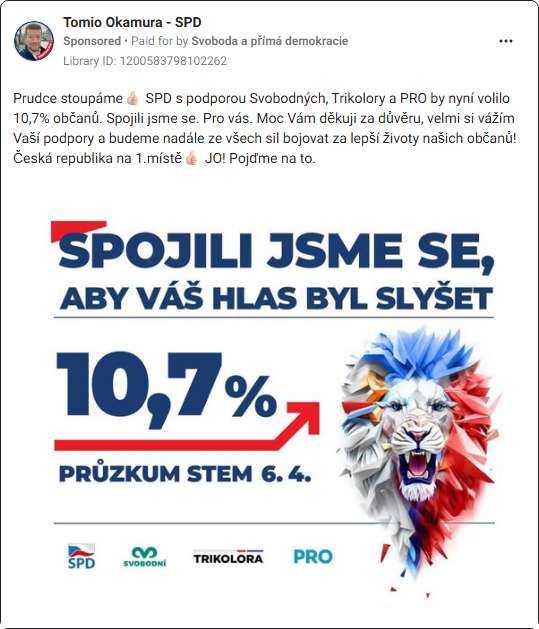 Tomio Okamura - SPD
Sponsored • Paid for by Svoboda a přímá demokracie
Library ID: 1200583798102262
Prudce stoupáme👍🏻 SPD s podporou Svobodných, Trikolory a PRO by nyní volilo
10,7% občanů. Spojili jsme se. Pro vás. Moc Vám děkuji za důvěru, velmi si vážím
Vaší podpory a budeme nadále ze všech sil bojovat za lepší životy našich občanů!
Česká republika na 1.místě👍🏻 JO! Pojďme na to.
SPOJILI JSME SE,
ABY VÁŠ HLAS BYL SLYŠET
10,7%
PRŮZKUM STEM 6. 4.
SPD SVOBODNÍ TRIKOLORA PRO